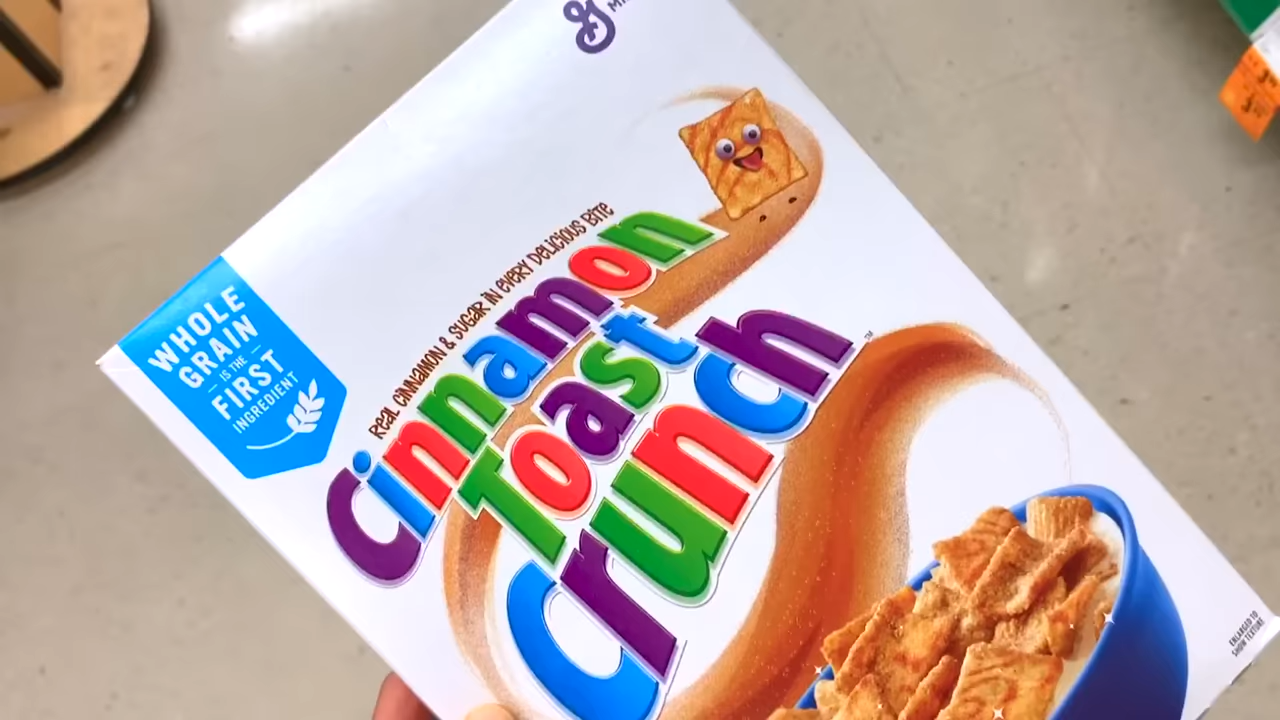 REAL CINNAMON & SUGAR IN EVERY DELICIOUS BITE
Cinnamon
Toast
Crunch
TM
WHOLE
GRAIN
IS THE
FIRST
INGREDIENT
ENLARGED TO
SHOW TEXTURE